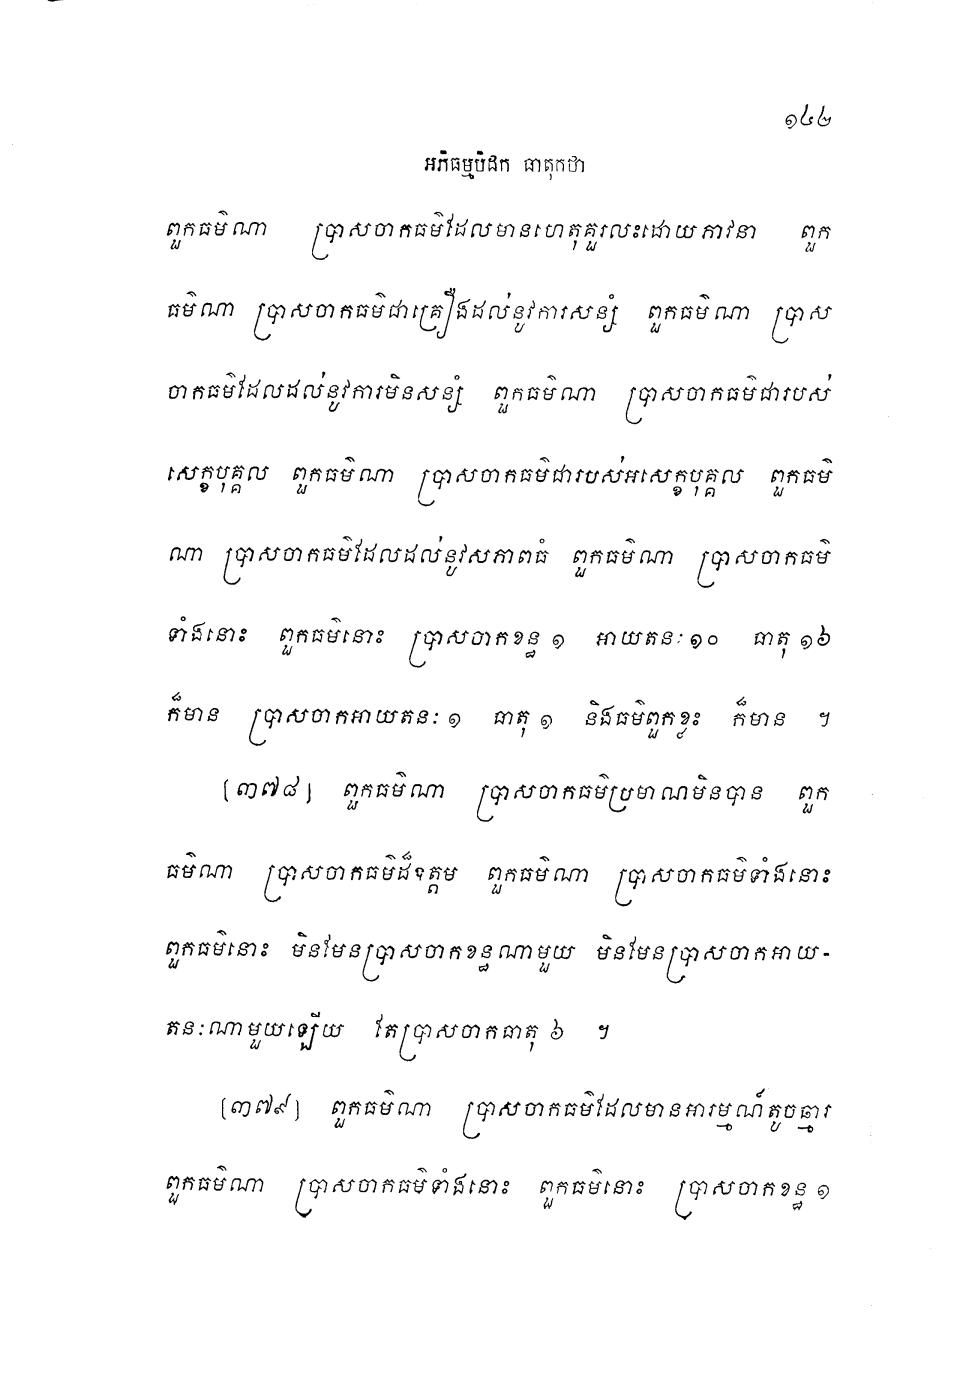 ១៤២
អភិធម្មបិដក ធាតុកថា
ពួកធម៌ណា ប្រាសចាកធម៌ដែលមានហេតុគួរលះដោយភាវនា ពួក
ធម៌ណា ប្រាសចាកធម៌ជាគ្រឿងដល់នូវការសន្សំ ពួកធម៌ណា ប្រាស
ចាកធម៌ដែលដល់នូវការមិនសន្សំ ពួកធម៌ណា ប្រាសចាកធម៌ជារបស់
សេក្ខបុគ្គល ពួកធម៌ណា ប្រាសចាកធម៌ជារបស់អសេក្ខបុគ្គល ពួកធម៌
ណា ប្រាសចាកធម៌ដែលដល់នូវសភាពធំ ពួកធម៌ណា ប្រាសចាកធម៌
ទាំងនោះ ពួកធម៌នោះ ប្រាសចាកខន្ធ ១ អាយតនៈ ១០ ធាតុ ១៦
ក៏មាន ប្រាសចាកអាយតនៈ ១ ធាតុ ១ និងធម៌ពួកខ្លះ ក៏មាន ។
[៣៧៨] ពួកធម៌ណា ប្រាសចាកធម៌ប្រមាណមិនបាន ពួក
ធម៌ណា ប្រាសចាកធម៌ដ៏ឧត្តម ពួកធម៌ណា ប្រាសចាកធម៌ទាំងនោះ
ពួកធម៌នោះ មិនមែនប្រាសចាកខន្ធណាមួយ មិនមែនប្រាសចាកអាយ-
តនៈណាមួយឡើយ តែប្រាសចាកធាតុ ៦ ។
[៣៧៩] ពួកធម៌ណា ប្រាសចាកធម៌ដែលមានអារម្មណ៍តូចឆ្មារ
ពួកធម៌ណា ប្រាសចាកធម៌ទាំងនោះ ពួកធម៌នោះ ប្រាសចាកខន្ធ ១